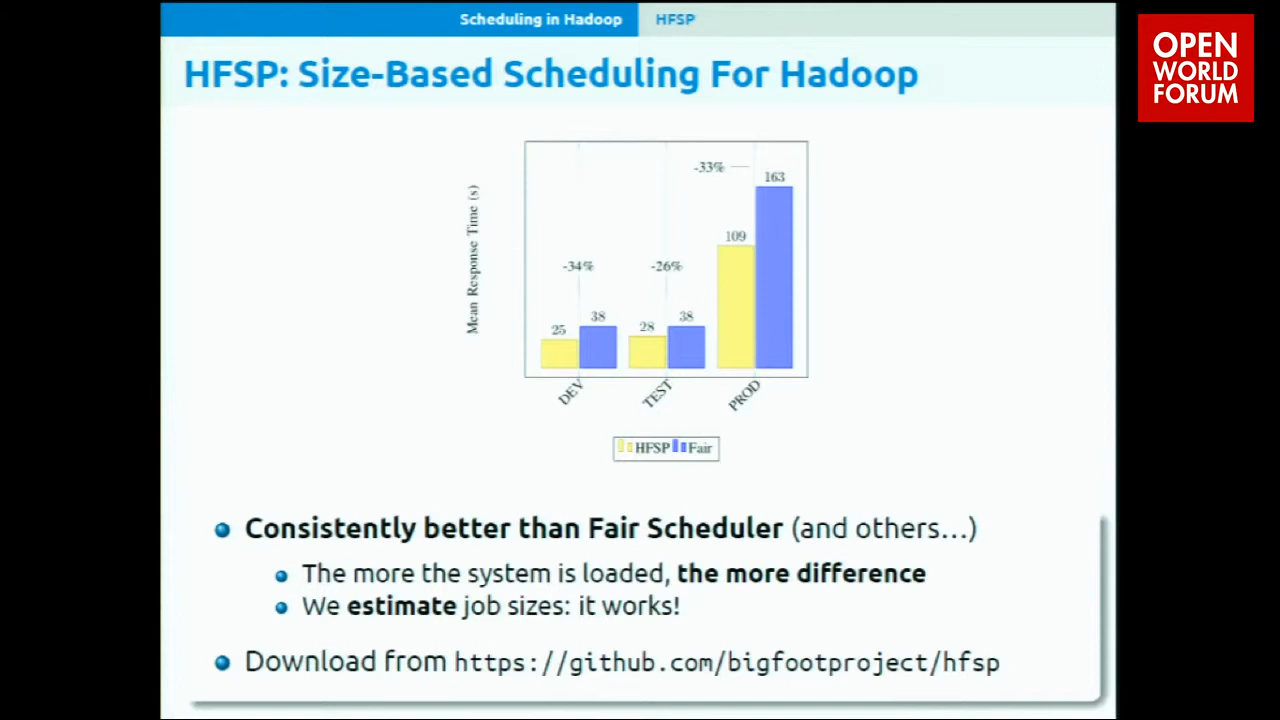 Scheduling in Hadoop HFSP
OPEN
WORLD
FORUM
HFSP: Size-Based Scheduling For Hadoop
Mean Response Time (s)
-33%
163
109
-34%
-26%
25
38
28
38
DEV
TEST
PROD
HFSP Fair
Consistently better than Fair Scheduler (and others...)
The more the system is loaded, the more difference
We estimate job sizes: it works!
Download from https://github.com/bigfootproject/hfsp